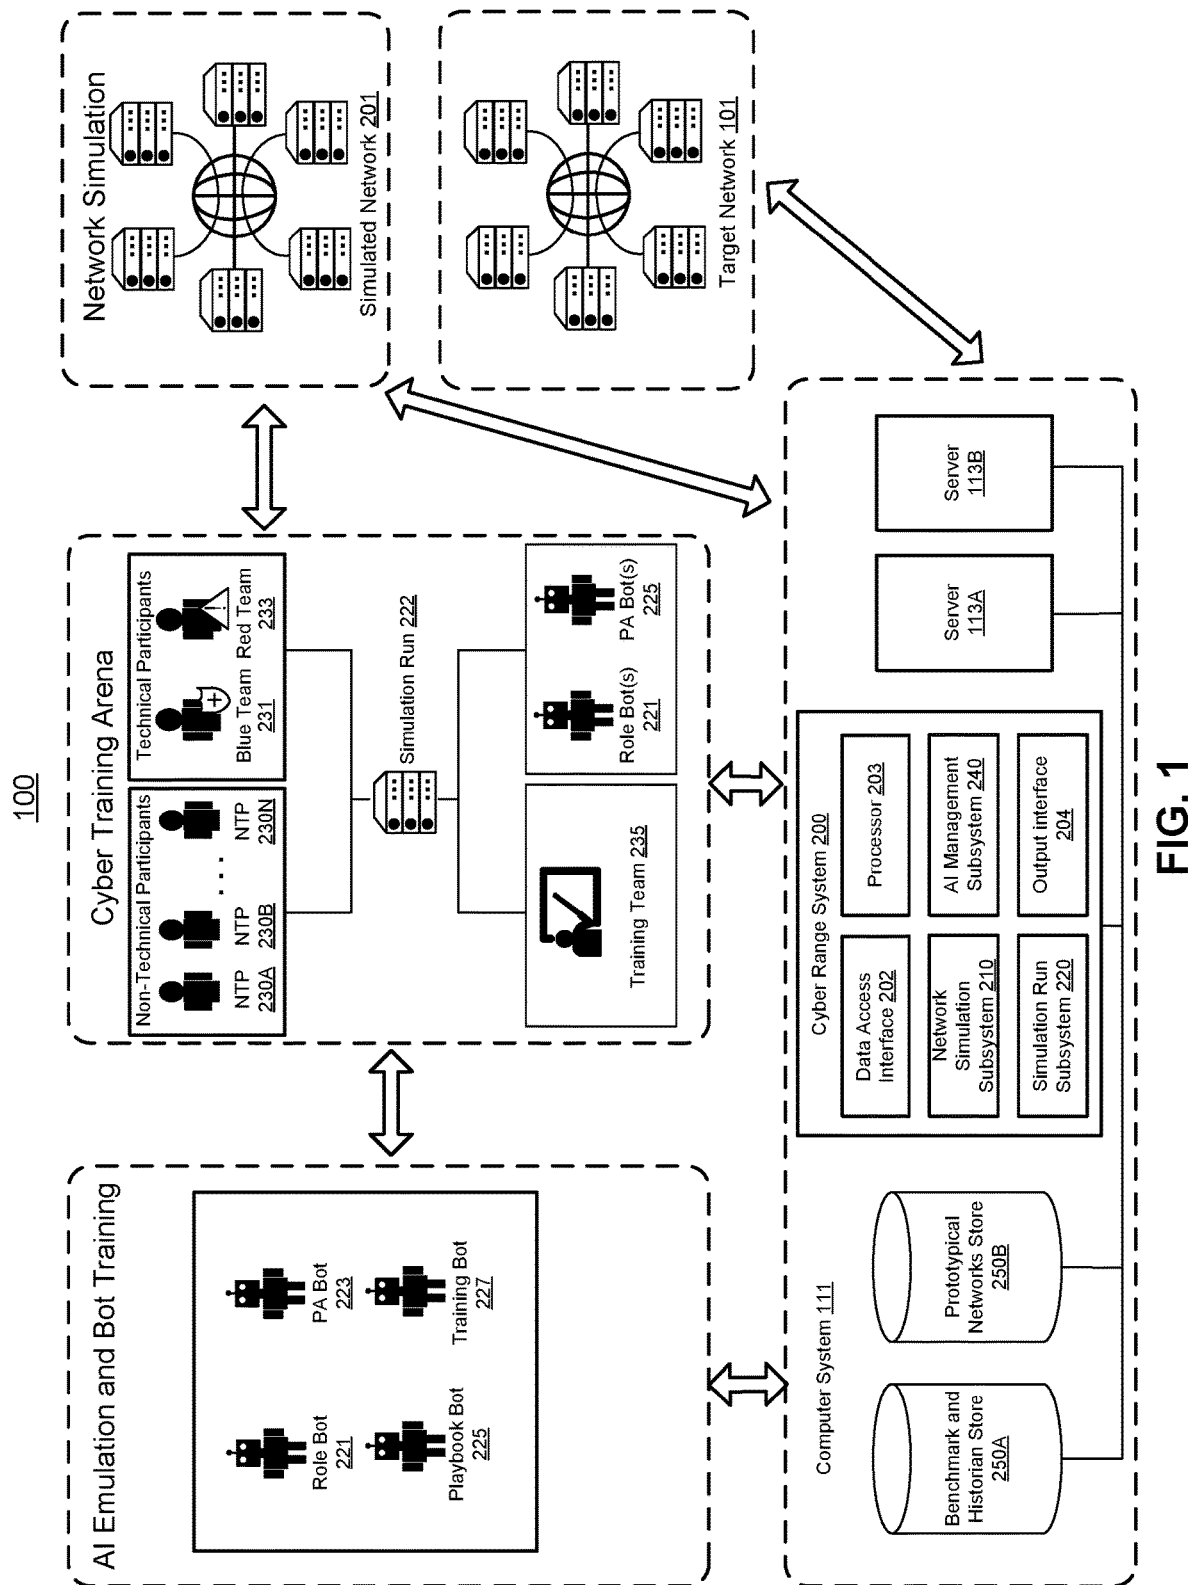 100
AI Emulation and Bot Training
Role Bot
221
PA Bot
223
Playbook Bot
225
Training Bot
227
Cyber Training Arena
Non-Technical Participants
NTP
230A
NTP
230B
. . .
NTP
230N
Technical Participants
Blue Team
231
Red Team
233
Simulation Run 222
Training Team 235
Role Bot(s)
221
PA Bot(s)
225
Network Simulation
Simulated Network 201
Target Network 101
Computer System 111
Benchmark and
Historian Store
250A
Prototypical
Networks Store
250B
Cyber Range System 200
Data Access
Interface 202
Processor 203
Network
Simulation
Subsystem 210
AI Management
Subsystem 240
Simulation Run
Subsystem 220
Output interface
204
Server
113A
Server
113B
FIG. 1